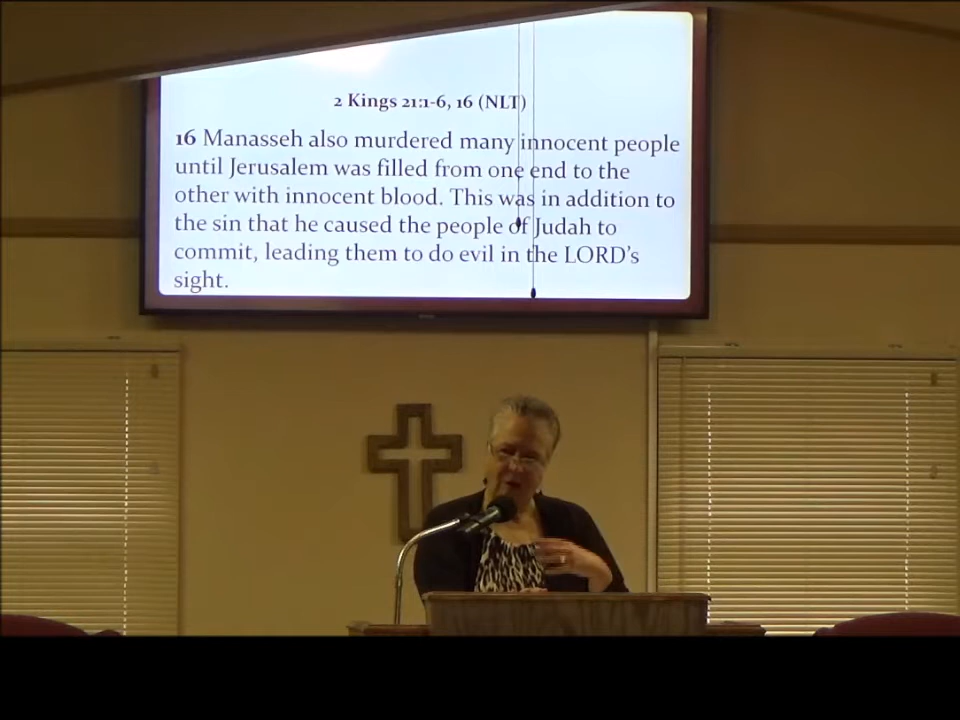 2 Kings 21:1-6, 16 (NLT)
16 Manasseh also murdered many innocent people
until Jerusalem was filled from one end to the
other with innocent blood. This was in addition to
the sin that he caused the people of Judah to
commit, leading them to do evil in the LORD's
sight.